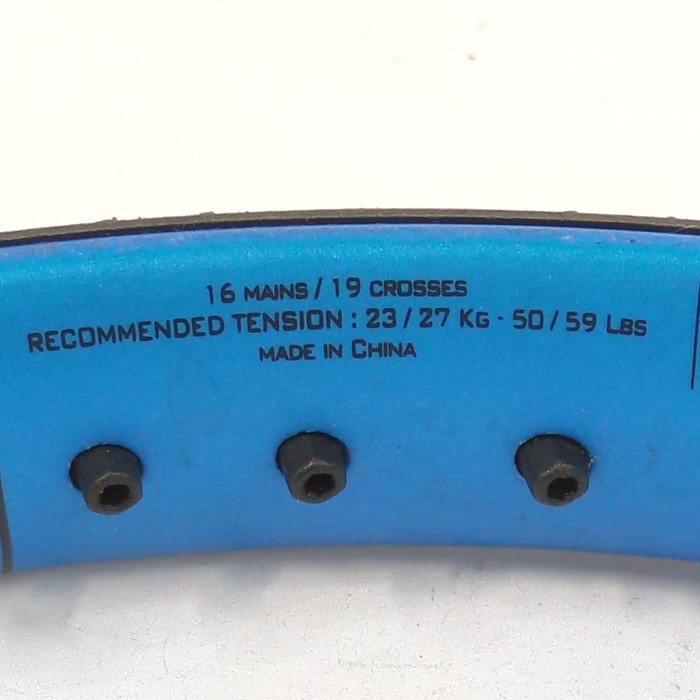 16 MAINS / 19 CROSSES
RECOMMENDED TENSION : 23 / 27 KG - 50 / 59 LBS
MADE IN CHINA